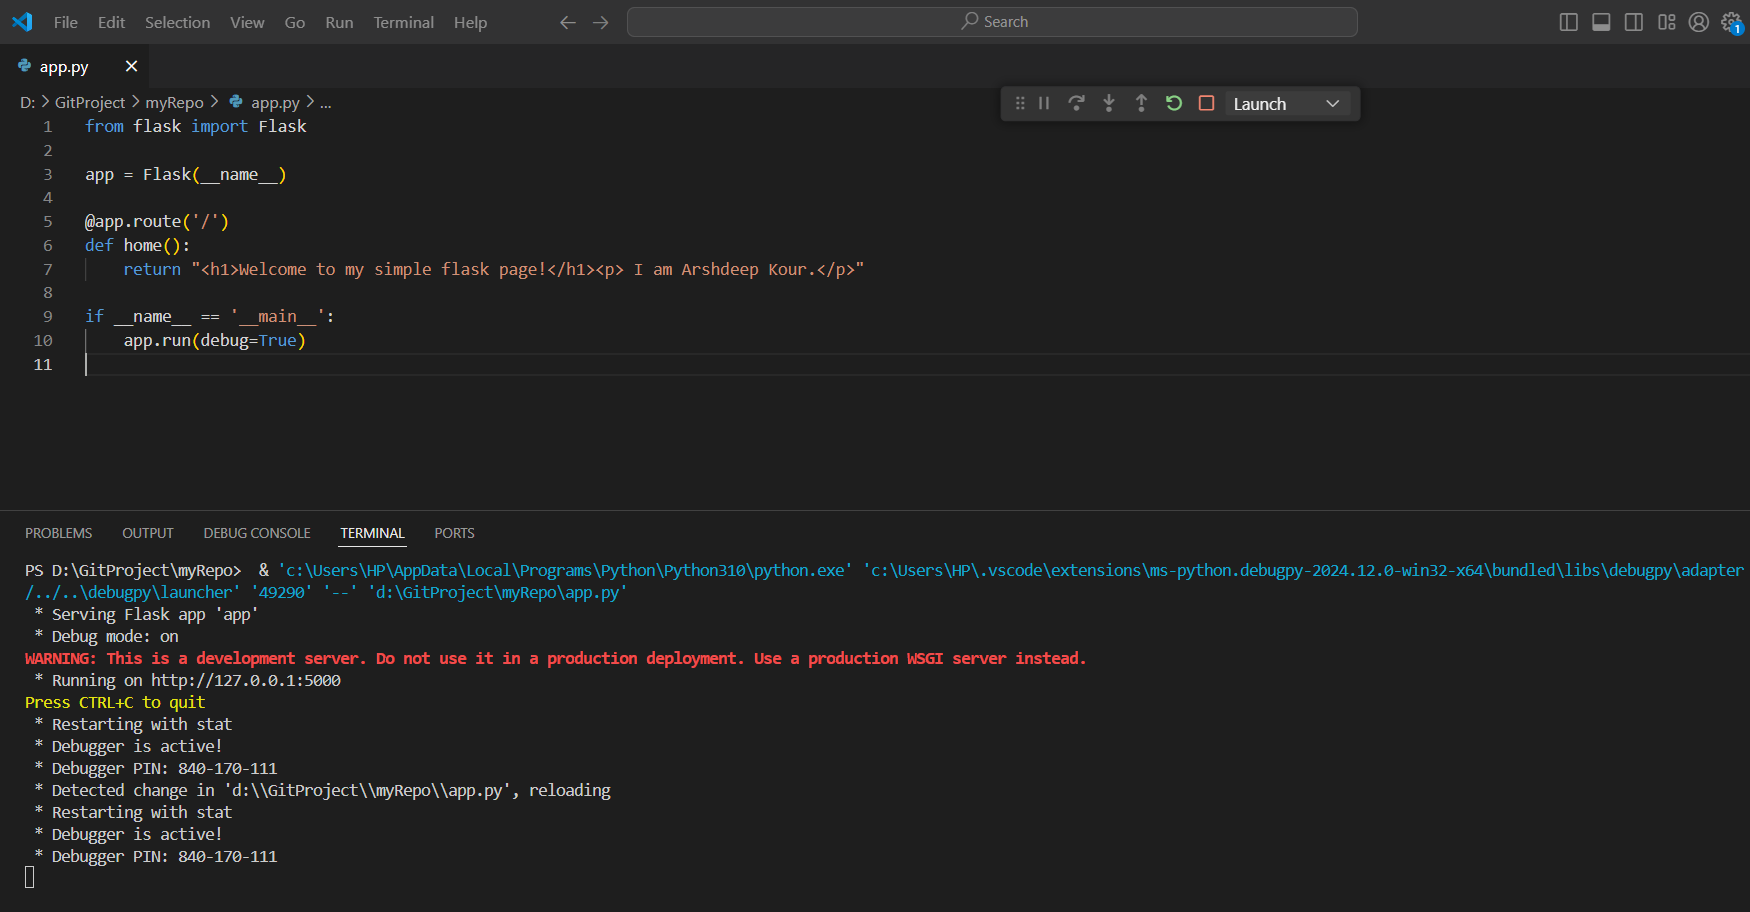 File Edit Selection View Go Run Terminal Help Search 1
app.py
D: > GitProject > myRepo > app.py > ...
Launch
1 from flask import Flask
2
3 app = Flask(__name__)
4
5 @app.route('/')
6 def home():
7 return "<h1>Welcome to my simple flask page!</h1><p> I am Arshdeep Kour.</p>"
8
9 if __name__ == '__main__':
10 app.run(debug=True)
11
PROBLEMS OUTPUT DEBUG CONSOLE TERMINAL PORTS
PS D:\GitProject\myRepo>  & 'c:\Users\HP\AppData\Local\Programs\Python\Python310\python.exe' 'c:\Users\HP\.vscode\extensions\ms-python.debugpy-2024.12.0-win32-x64\bundled\libs\debugpy\adapter
/../..\debugpy\launcher' '49290' '--' 'd:\GitProject\myRepo\app.py'
* Serving Flask app 'app'
* Debug mode: on
WARNING: This is a development server. Do not use it in a production deployment. Use a production WSGI server instead.
* Running on http://127.0.0.1:5000
Press CTRL+C to quit
* Restarting with stat
* Debugger is active!
* Debugger PIN: 840-170-111
* Detected change in 'd:\\GitProject\\myRepo\\app.py', reloading
* Restarting with stat
* Debugger is active!
* Debugger PIN: 840-170-111